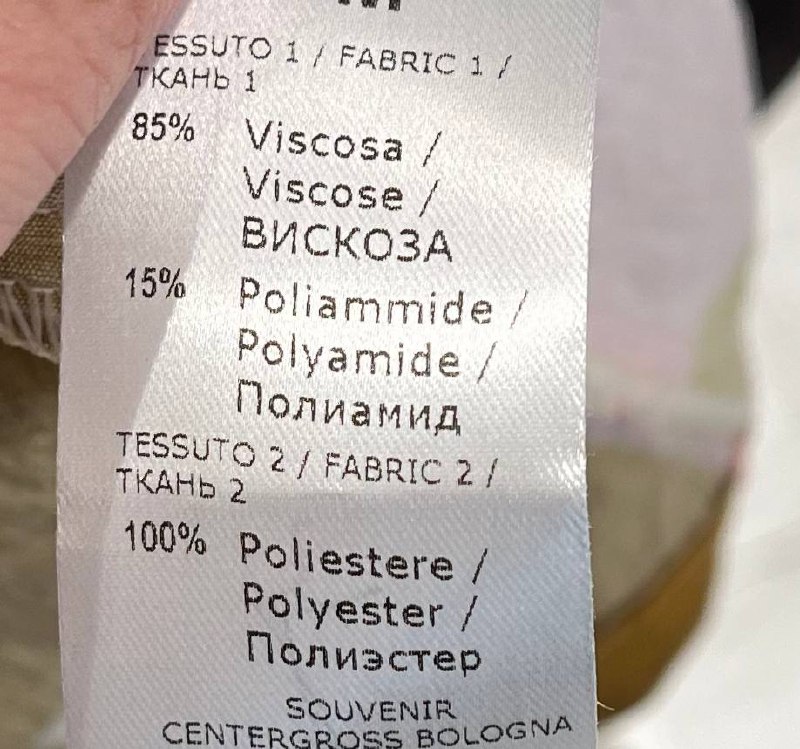 ESSUTO 1 / FABRIC 1 /
ТКАНЬ 1
85% Viscosa /
Viscose /
ВИСКОЗА
15% Poliammide /
Polyamide /
Полиамид
TESSUTO 2 / FABRIC 2 /
ТКАНЬ 2
100% Poliestere /
Polyester /
Полиэстер
SOUVENIR
CENTERGROSS BOLOGNA